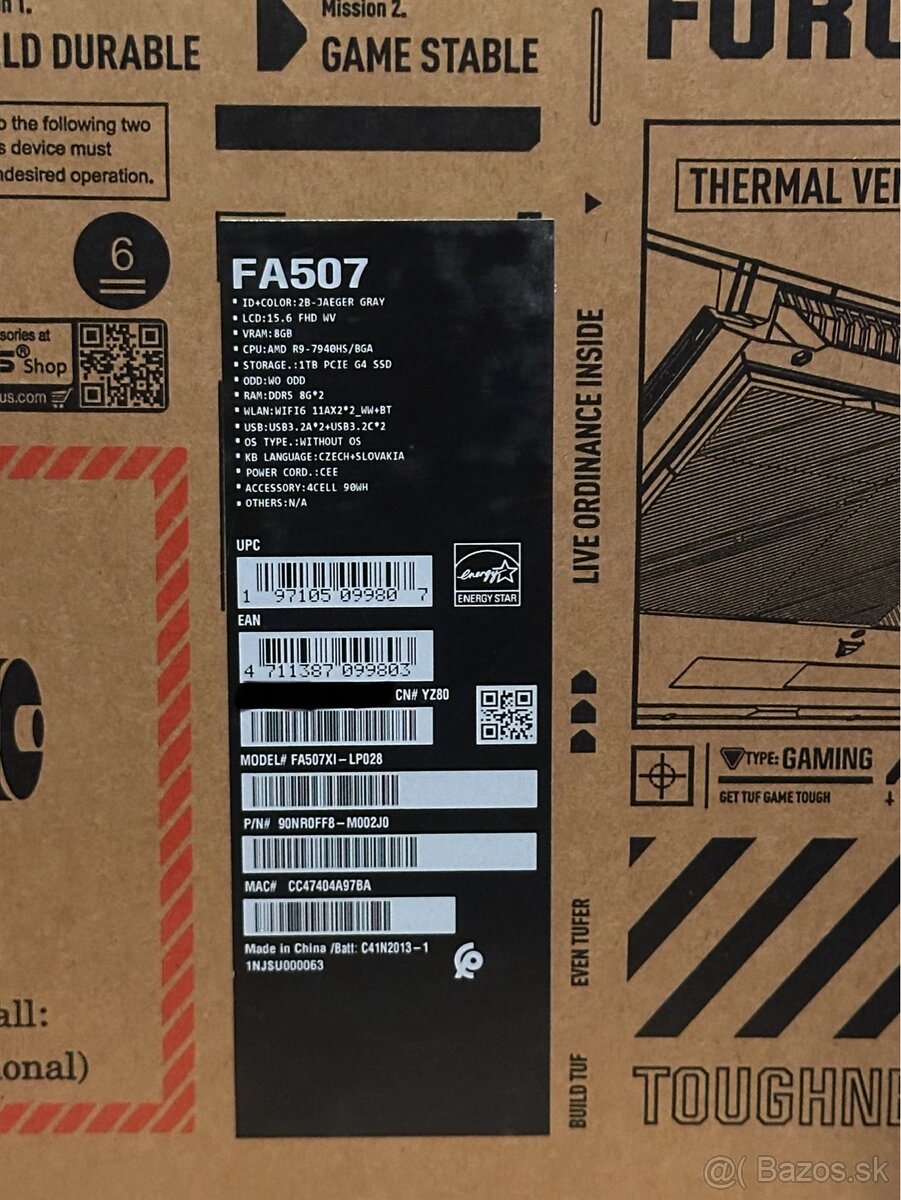 Mission 2.
LD DURABLE
GAME STABLE
the following two
s device must
ndesired operation.
6
sories at
Shop
us.com
THERMAL VE
LIVE ORDINANCE INSIDE
FA507
ID+COLOR:2B-JAEGER GRAY
LCD:15.6 FHD WV
VRAM:8GB
CPU:AMD R9-7940HS/BGA
STORAGE.:1TB PCIE G4 SSD
ODD:WO ODD
RAM:DDR5 8G*2
WLAN:WIFI6 11AX2*2_WW+BT
USB:USB3.2A*2+USB3.2C*2
OS TYPE.:WITHOUT OS
KB LANGUAGE:CZECH+SLOVAKIA
POWER CORD.:CEE
ACCESSORY:4CELL 90WH
OTHERS:N/A
UPC
1 97105 09980 7
energy
ENERGY STAR
EAN
4 711387 099803
CN# YZ80
MODEL# FA507XI-LP028
P/N# 90NR0FF8-M002J0
MAC# CC47404A97BA
Made in China /Batt: C41N2013-1
1NJSU000063
TYPE: GAMING
GET TUF GAME TOUGH
EVEN TUFER
BUILD TUF
all:
onal)
TOUGHNE
@( Bazos.sk